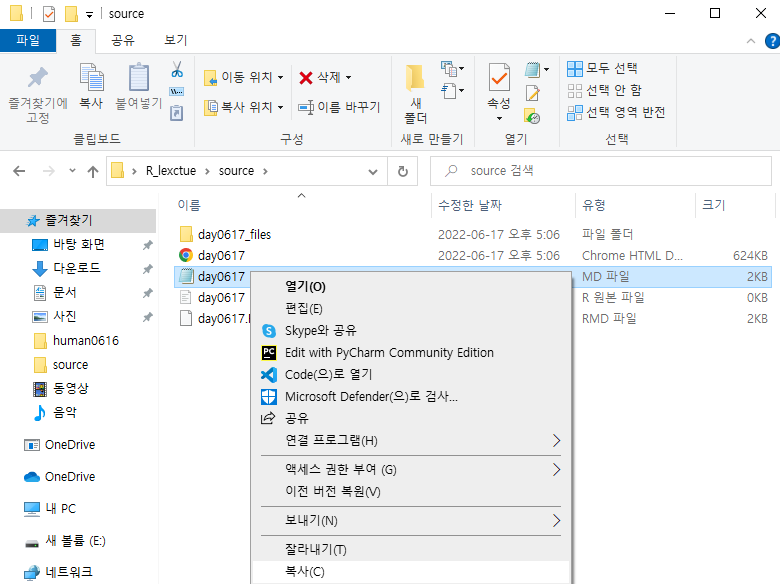 source
파일 홈 공유 보기
즐겨찾기에 고정
복사
붙여넣기
클립보드
이동 위치
복사 위치
삭제
이름 바꾸기
구성
새 폴더
새로 만들기
속성
열기
모두 선택
선택 안 함
선택 영역 반전
선택
R_lexctue > source >
source 검색
이름 수정한 날짜 유형 크기
즐겨찾기
바탕 화면
다운로드
문서
사진
human0616
source
동영상
음악
OneDrive
OneDrive
내 PC
새 볼륨 (E:)
네트워크
day0617_files 2022-06-17 오후 5:06 파일 폴더
day0617 2022-06-17 오후 5:06 Chrome HTML D... 624KB
day0617 MD 파일 2KB
day0617 R 원본 파일 0KB
day0617. RMD 파일 2KB
열기(O)
편집(E)
Skype와 공유
PC Edit with PyCharm Community Edition
Code(으)로 열기
Microsoft Defender(으)로 검사...
공유
연결 프로그램(H)
액세스 권한 부여 (G)
이전 버전 복원(V)
보내기(N)
잘라내기(T)
복사(C)